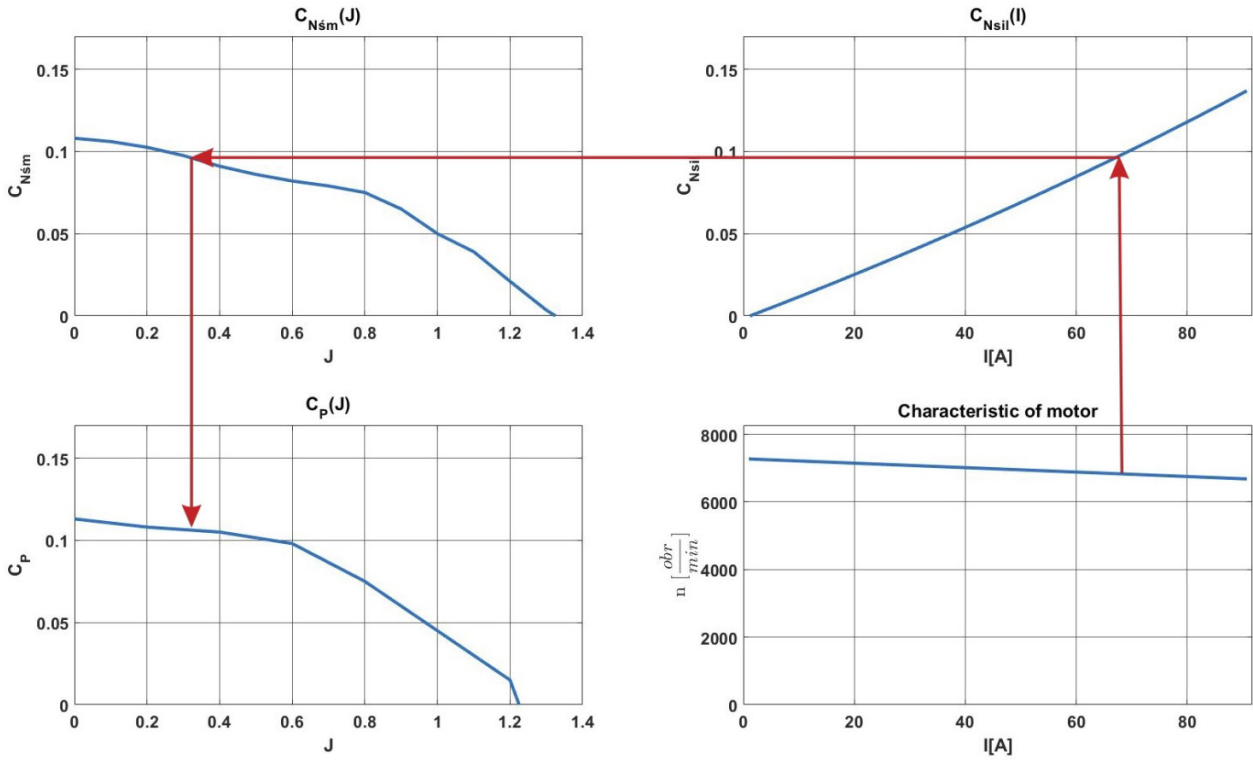 C_Nśm(J)
0.15
0.1
0.05
0
C_Nśm
0 0.2 0.4 0.6 0.8 1 1.2 1.4
J
C_Nsil(I)
0.15
0.1
0.05
0
C_Nsi
0 20 40 60 80
I[A]
C_P(J)
0.15
0.1
0.05
0
C_P
0 0.2 0.4 0.6 0.8 1 1.2 1.4
J
Characteristic of motor
8000
6000
4000
2000
0
n [obr/min]
0 20 40 60 80
I[A]